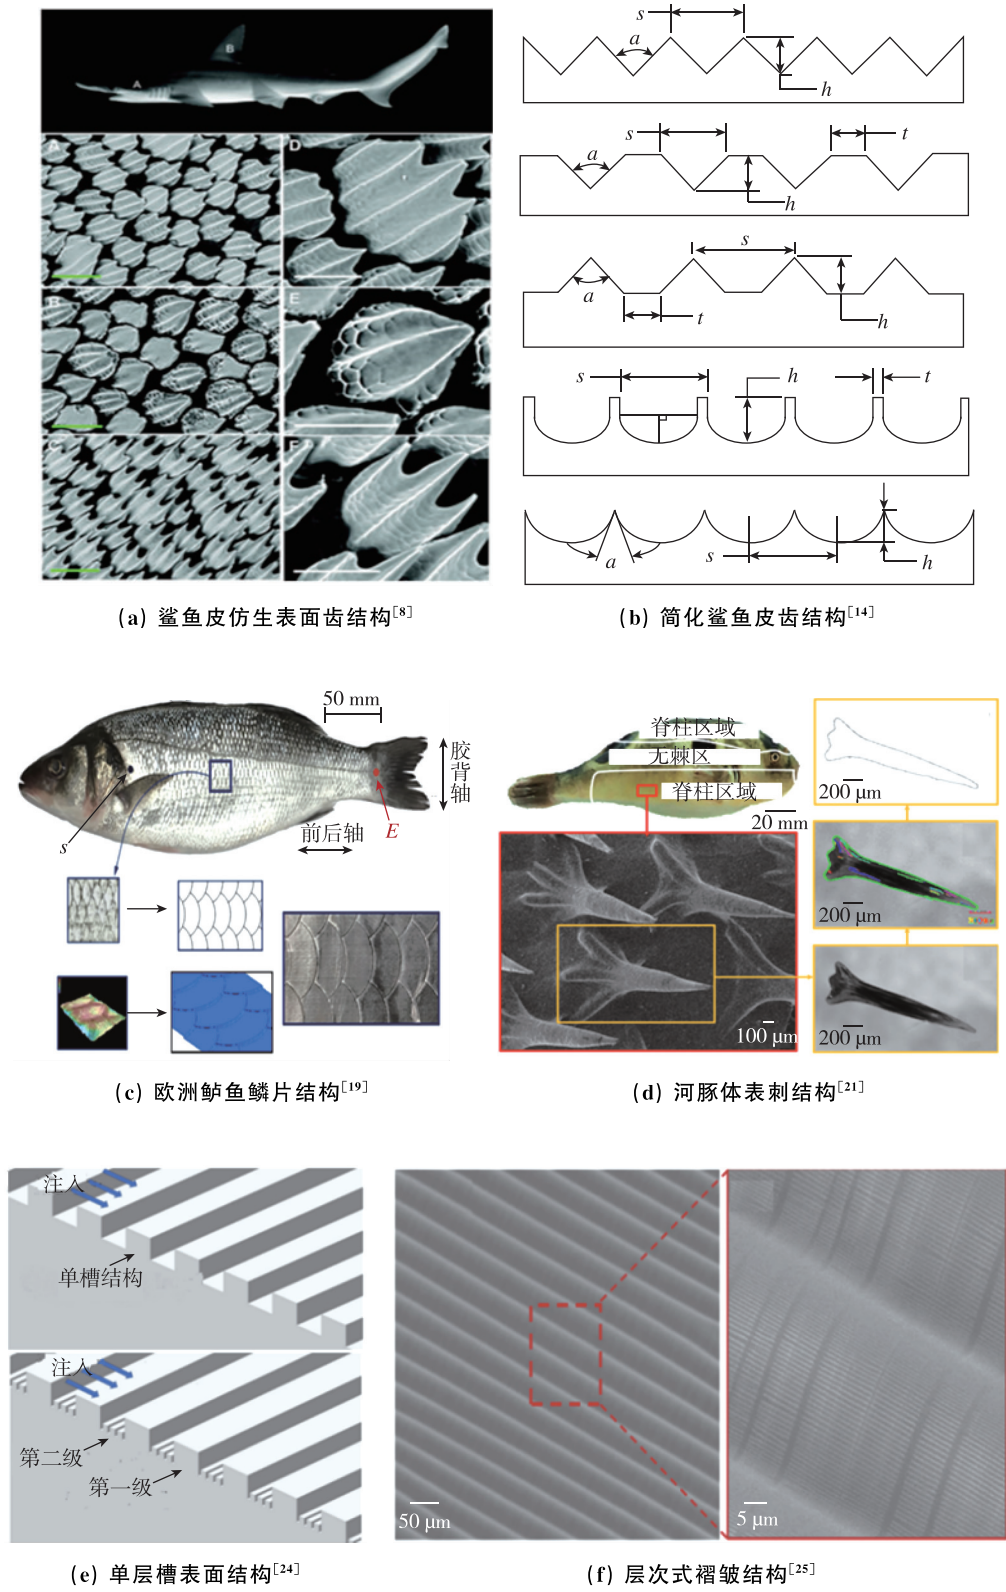 B
A
A
D
B
E
C
F
s
a
h
s
t
a
h
s
a
t
h
s
h
t
s
a
h
(a) 鲨鱼皮仿生表面齿结构[8]
(b) 简化鲨鱼皮齿结构[14]
50 mm
胶背轴
s
前后轴
E
脊柱区域
无棘区
脊柱区域
20 mm
100 μm
200 μm
200 μm
200 μm
(c) 欧洲鲈鱼鳞片结构[19]
(d) 河豚体表刺结构[21]
注入
单槽结构
注入
第二级
第一级
50 μm
5 μm
(e) 单层槽表面结构[24]
(f) 层次式褶皱结构[25]